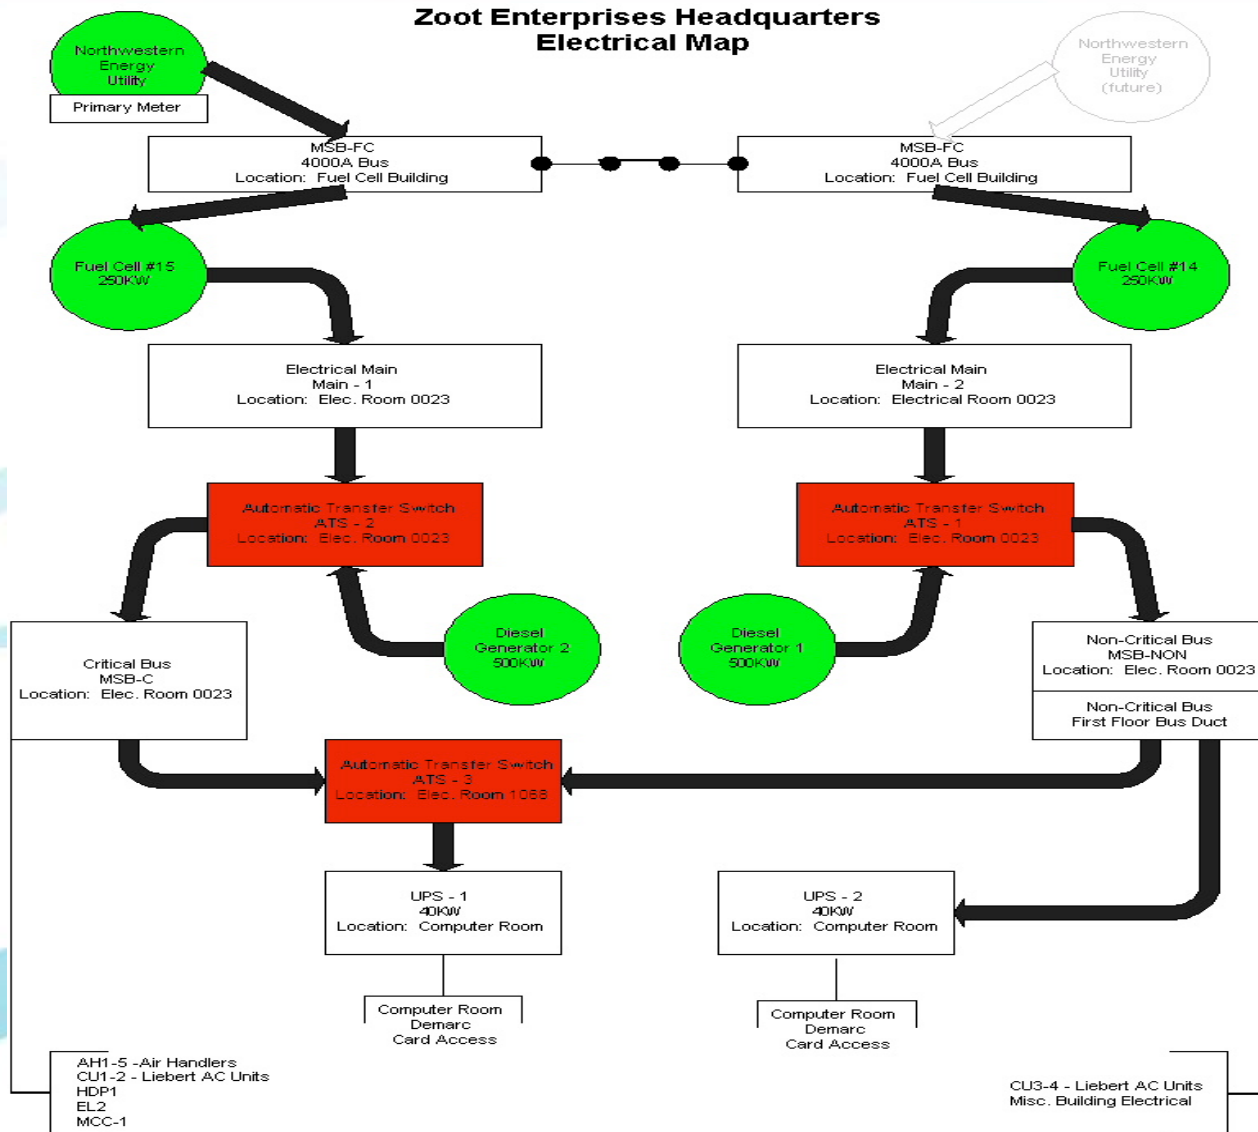 Zoot Enterprises Headquarters
Electrical Map
Northwestern
Energy
Utility
Primary Meter
Northwestern
Energy
Utility
(future)
MSB-FC
4000A Bus
Location: Fuel Cell Building
MSB-FC
4000A Bus
Location: Fuel Cell Building
Fuel Cell #15
250KW
Fuel Cell #14
250KW
Electrical Main
Main - 1
Location: Elec. Room 0023
Electrical Main
Main - 2
Location: Electrical Room 0023
Automatic Transfer Switch
ATS - 2
Location: Elec. Room 0023
Automatic Transfer Switch
ATS - 1
Location: Elec. Room 0023
Diesel
Generator 2
500KW
Diesel
Generator 1
500KW
Critical Bus
MSB-C
Location: Elec. Room 0023
Non-Critical Bus
MSB-NON
Location: Elec. Room 0023
Non-Critical Bus
First Floor Bus Duct
Automatic Transfer Switch
ATS - 3
Location: Elec. Room 1068
UPS - 1
40KW
Location: Computer Room
UPS - 2
40KW
Location: Computer Room
Computer Room
Demarc
Card Access
Computer Room
Demarc
Card Access
AH1-5 -Air Handlers
CU1-2 - Liebert AC Units
HDP1
EL2
MCC-1
CU3-4 - Liebert AC Units
Misc. Building Electrical